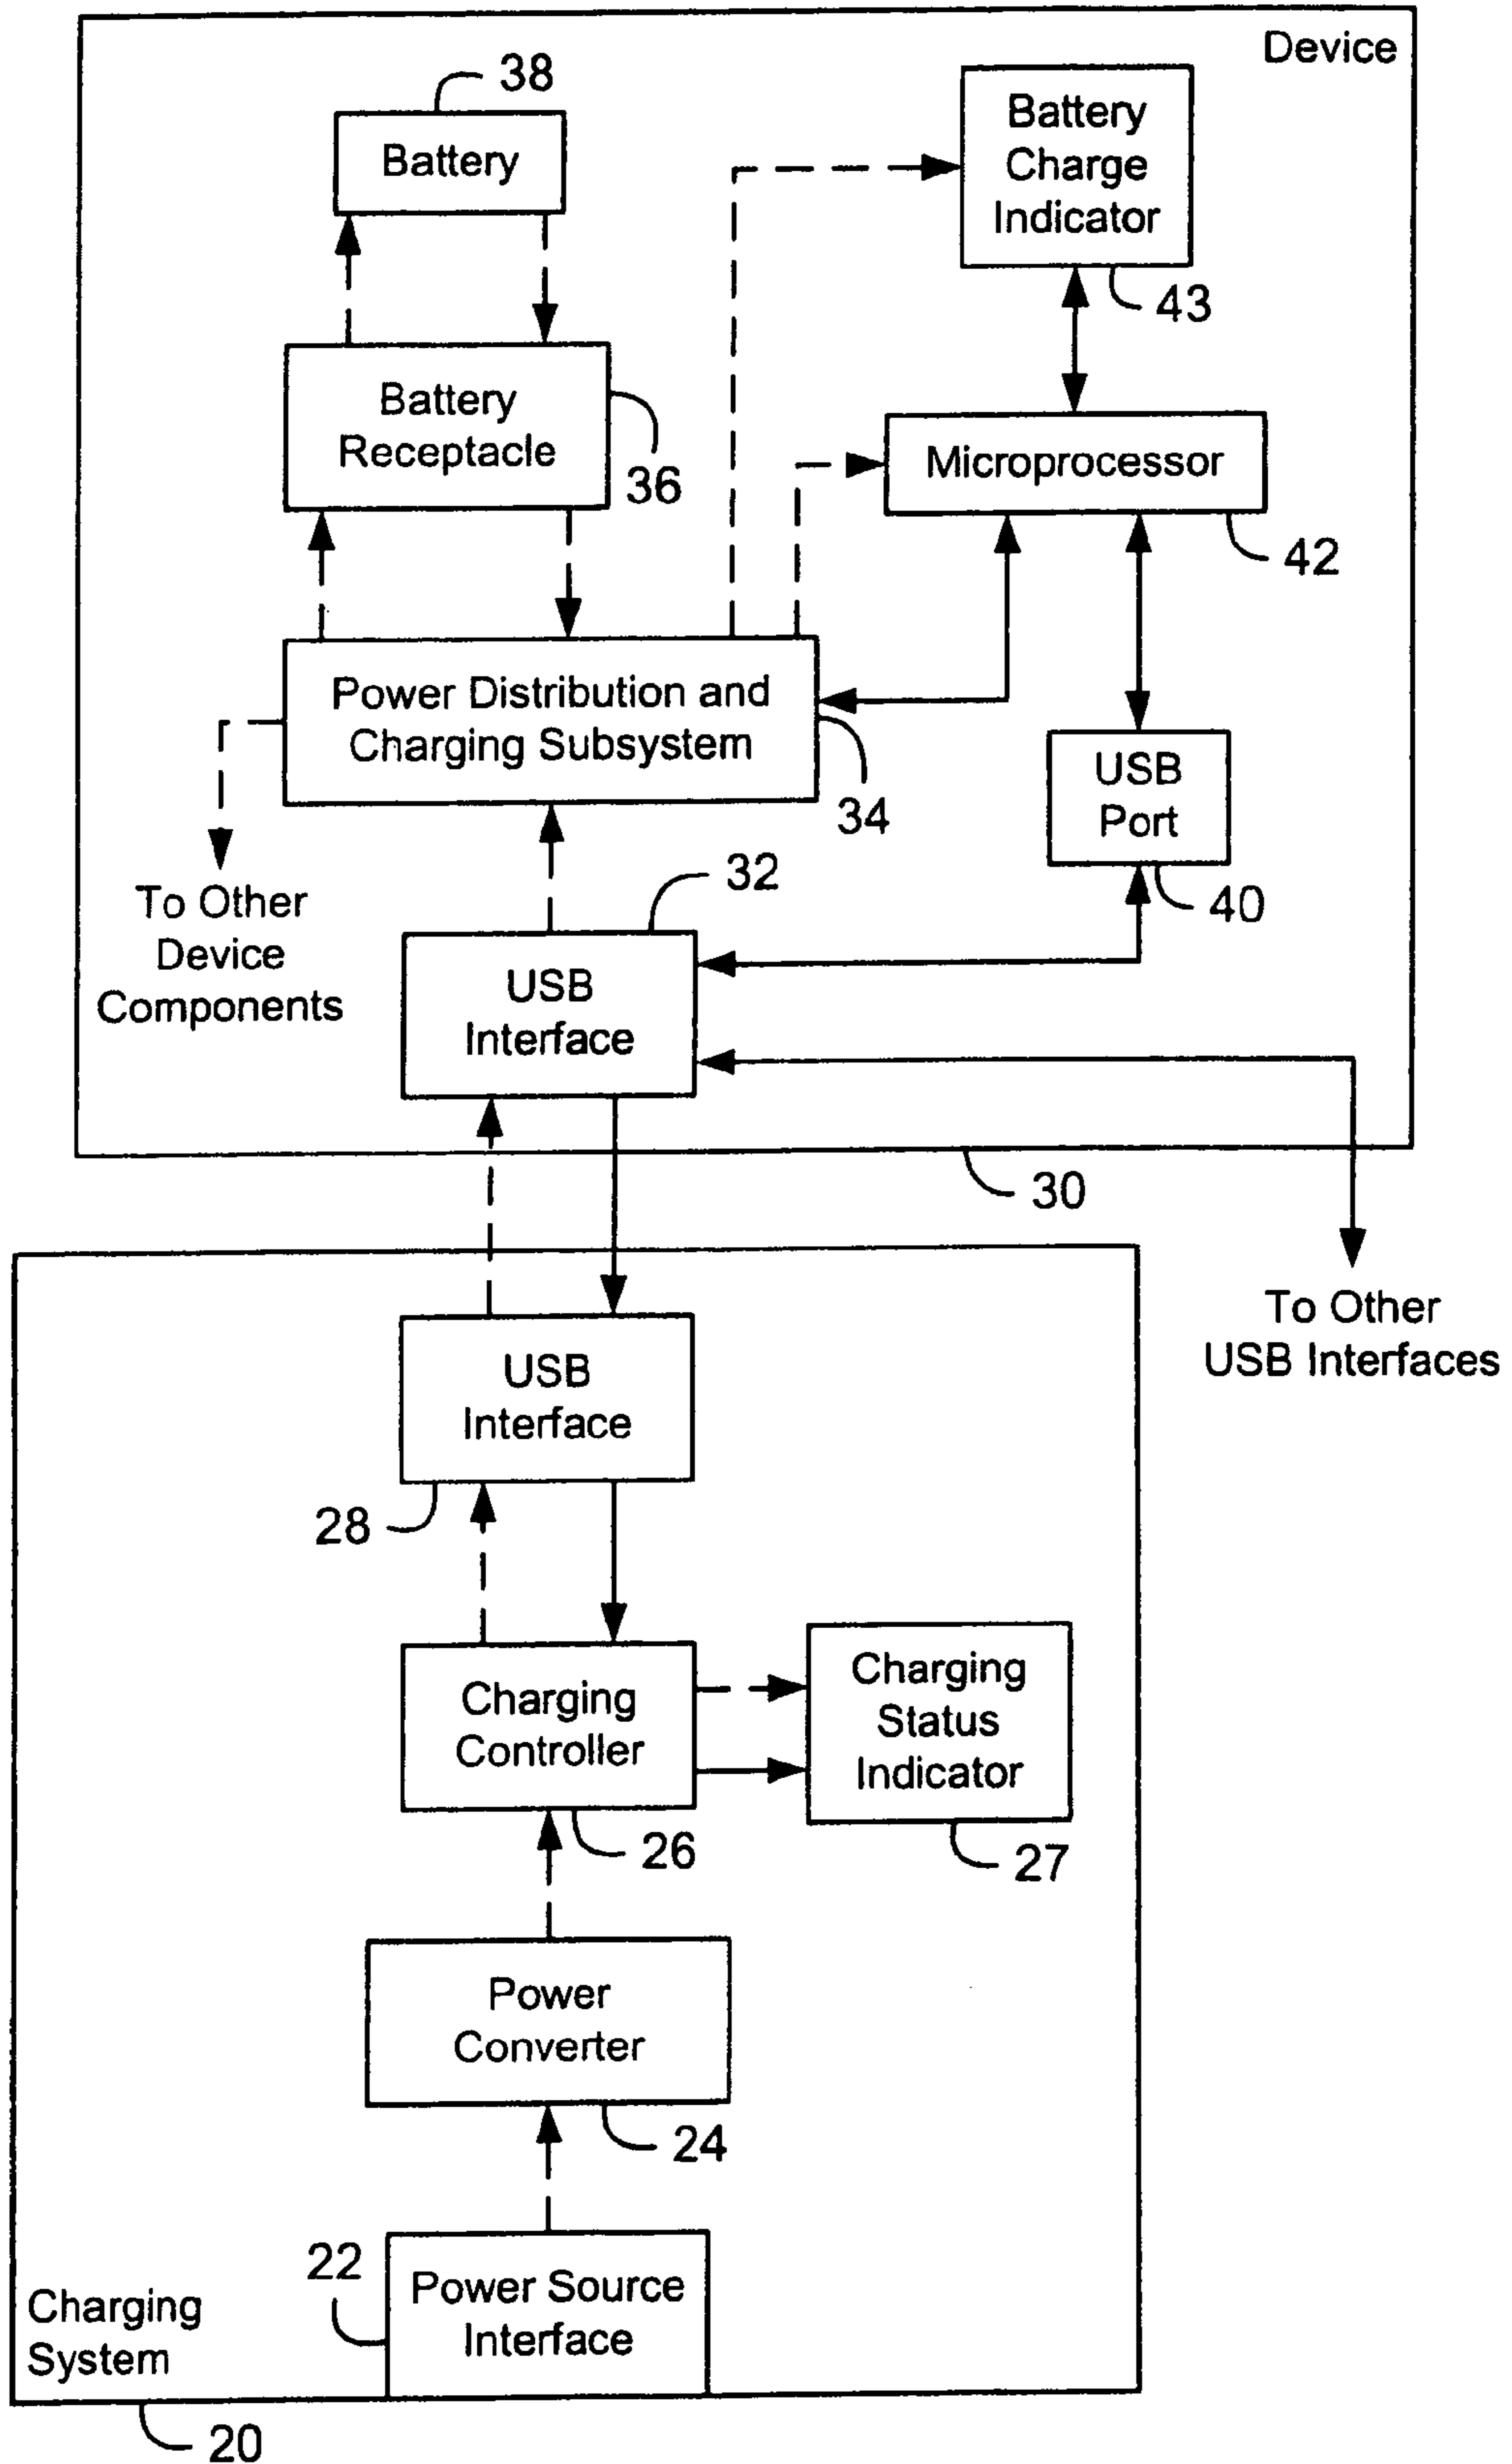 Device
38
Battery
Battery
Charge
Indicator
43
Battery
Receptacle
36
Microprocessor
42
Power Distribution and
Charging Subsystem
34
USB
Port
40
To Other
Device
Components
32
USB
Interface
30
To Other
USB Interfaces
USB
Interface
28
Charging
Controller
26
Charging
Status
Indicator
27
Power
Converter
24
22
Power Source
Interface
Charging
System
20